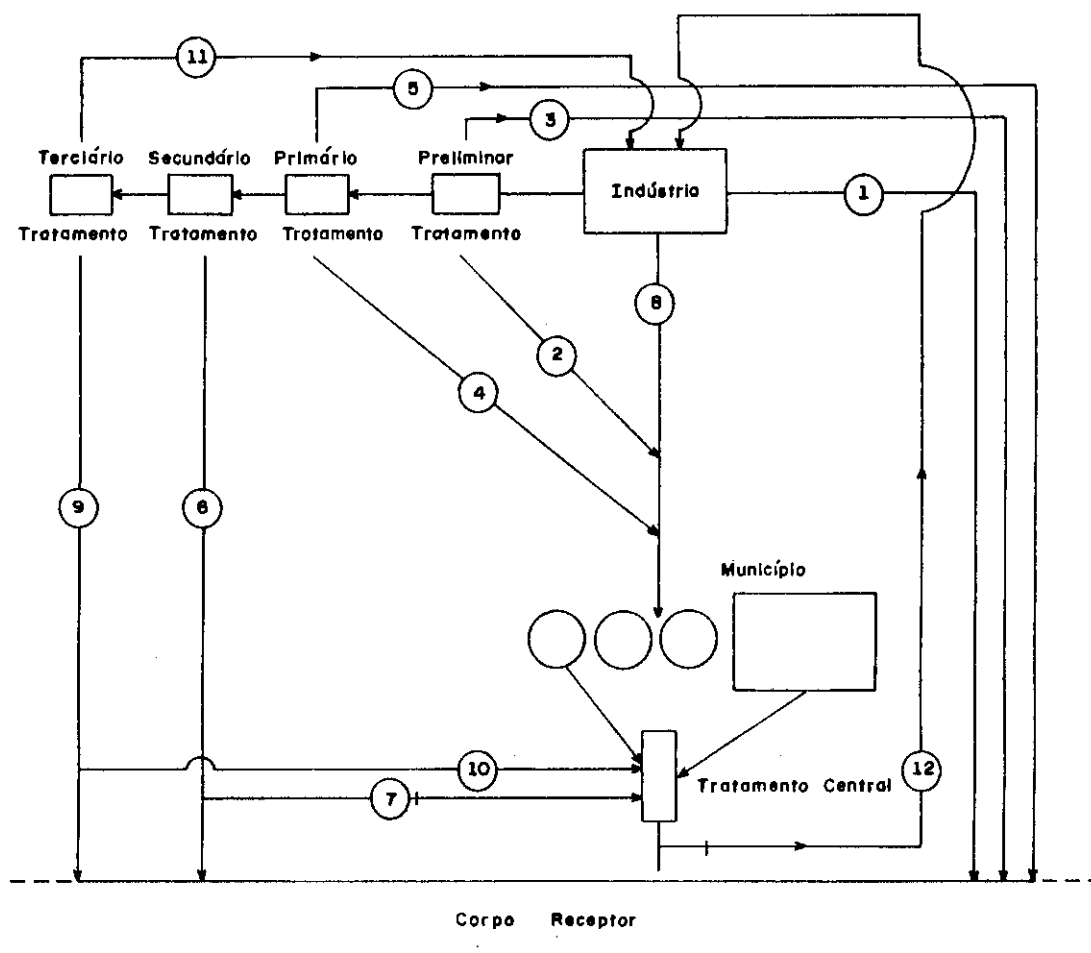 11
5
3
Terciário Secundário Primário Preliminar
Indústria
1
Tratamento Tratamento Tratamento Tratamento
8
2
4
9
6
Município
10
12
7
Tratamento Central
Corpo Receptor